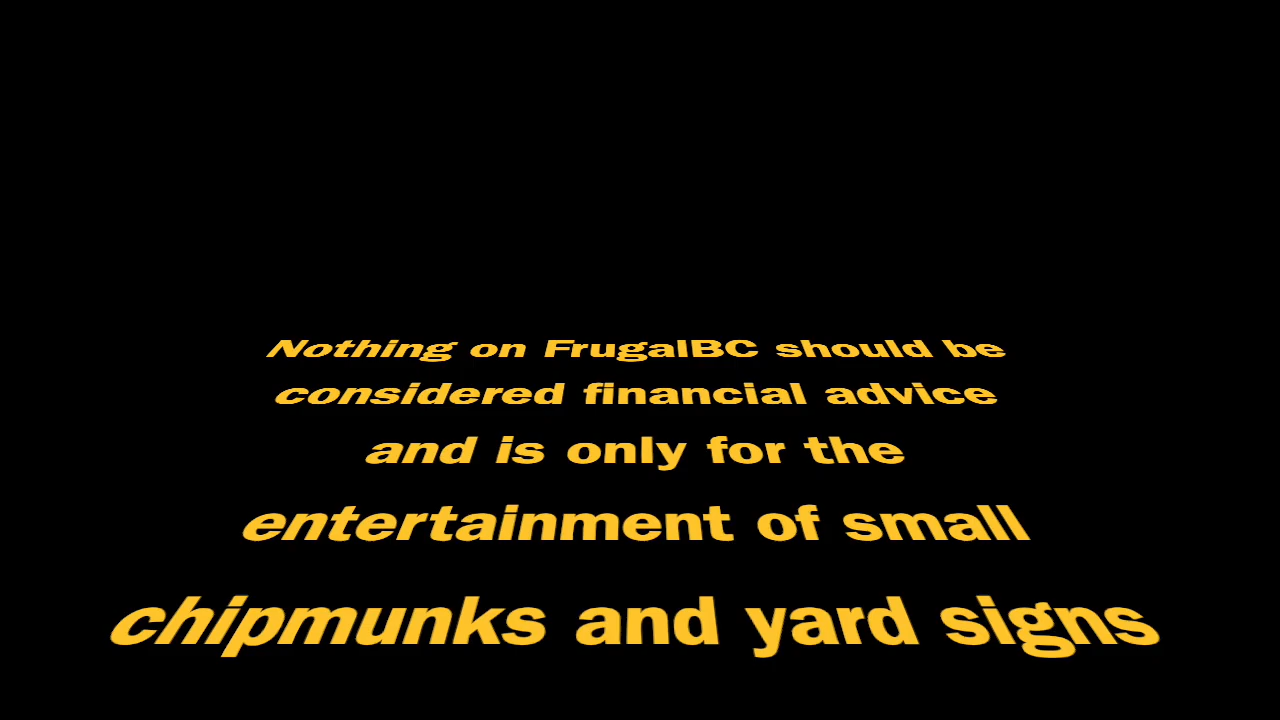 Nothing on FrugalBC should be
considered financial advice
and is only for the
entertainment of small
chipmunks and yard signs